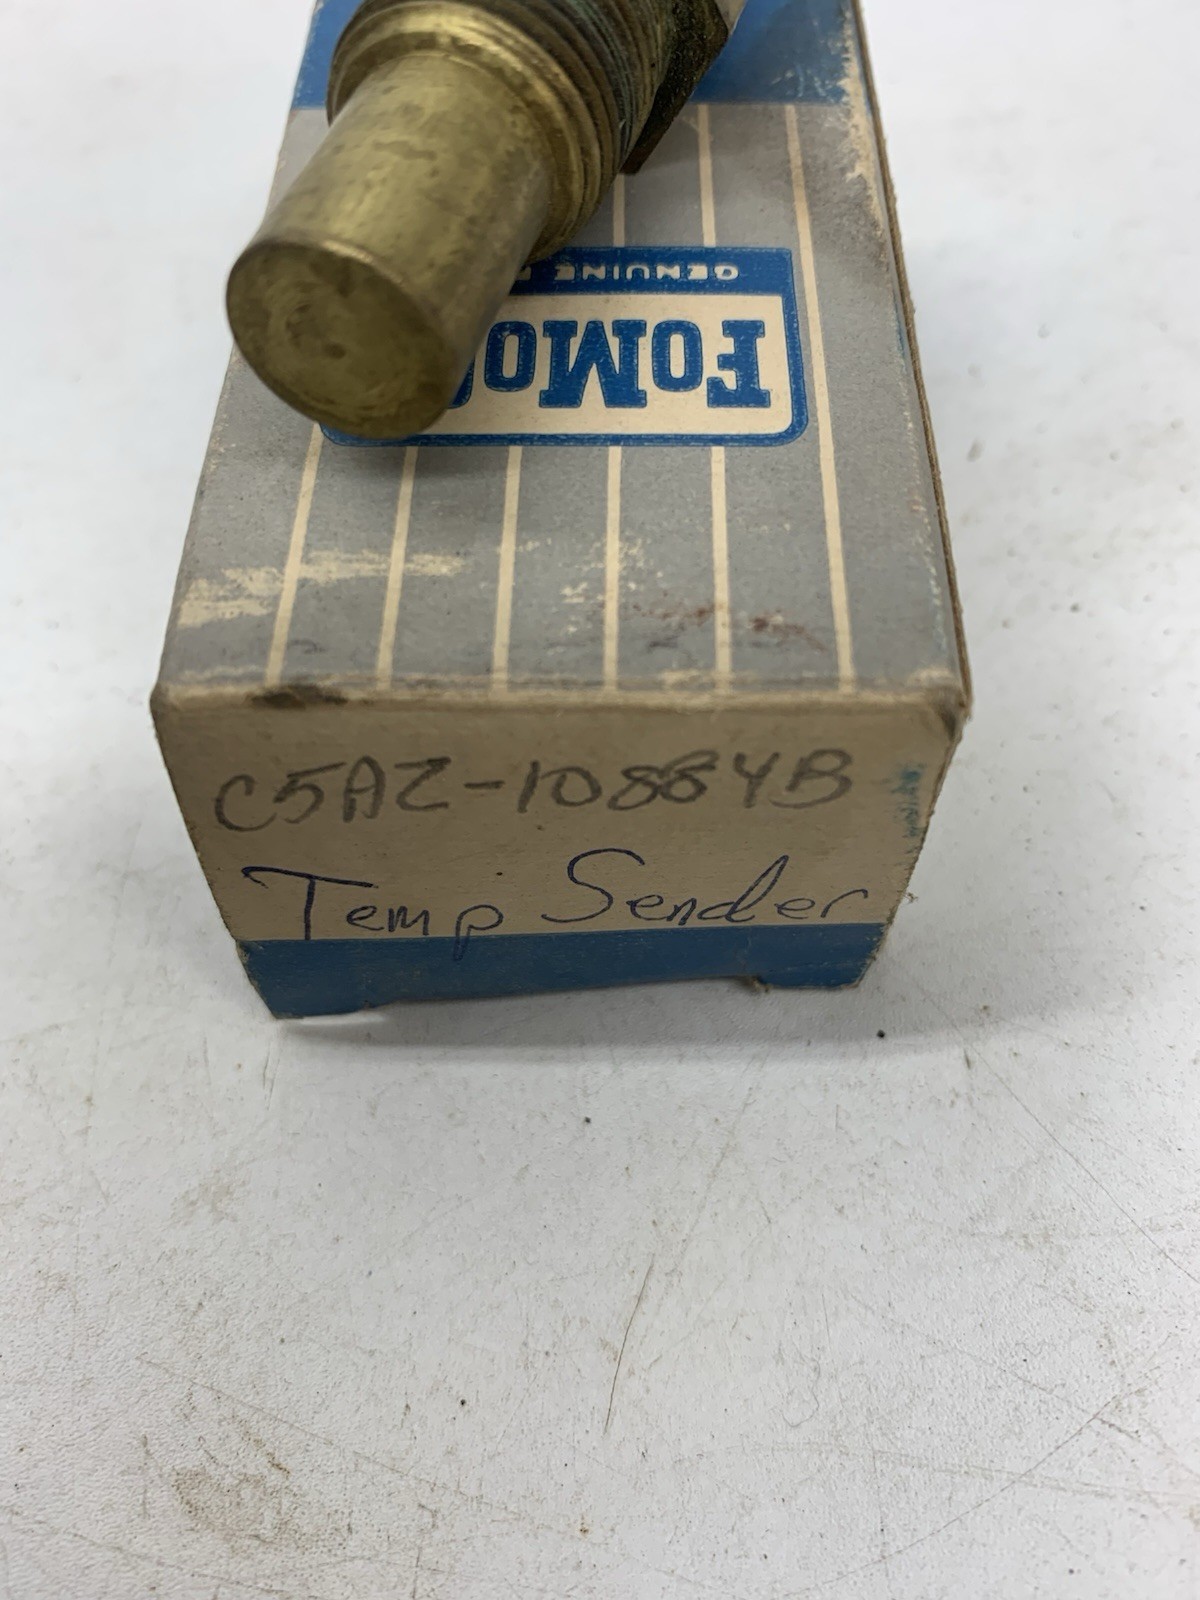 GENUINE
FoMo
C5AZ-10884B
Temp Sender